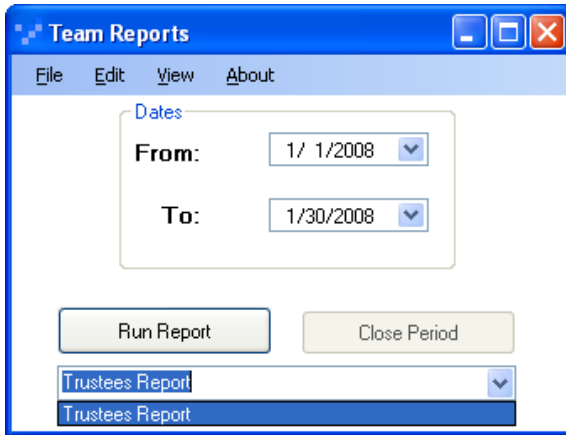 Team Reports
File Edit View About
Dates
From: 1/ 1/2008
To: 1/30/2008
Run Report Close Period
Trustees Report
Trustees Report